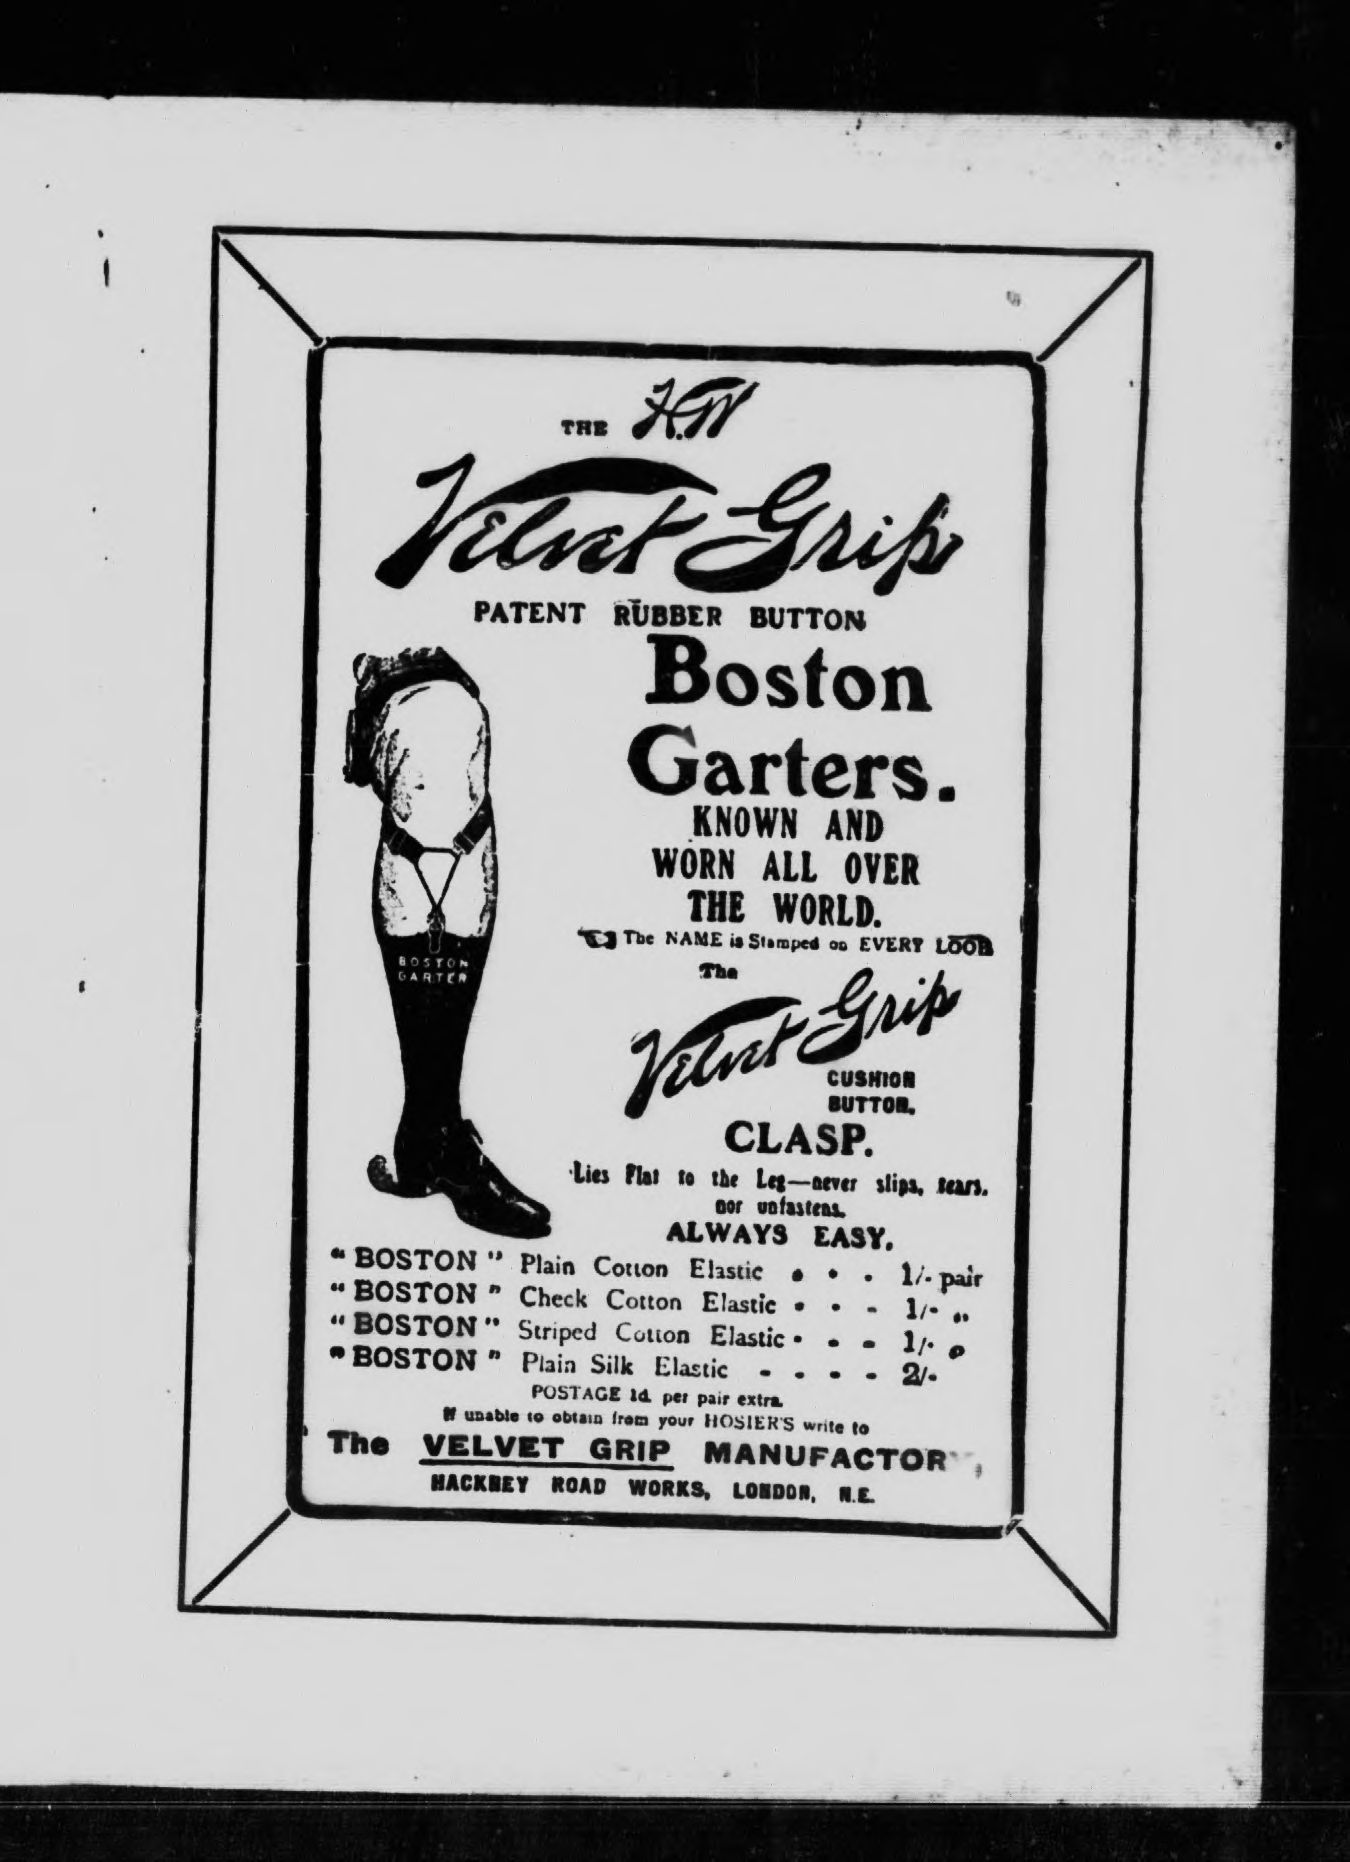 THE H.W
Velvet Grip
PATENT RUBBER BUTTON
Boston
Garters.
KNOWN AND
WORN ALL OVER
THE WORLD.
The NAME is Stamped on EVERY LOOP
BOSTON
GARTER
The
Velvet Grip
CUSHION
BUTTON.
CLASP.
Lies Flat to the Leg—never slips, tears,
nor unfastens.
ALWAYS EASY.
"BOSTON" Plain Cotton Elastic - - - 1/- pair
"BOSTON" Check Cotton Elastic - - - 1/- „
"BOSTON" Striped Cotton Elastic - - - 1/- „
"BOSTON" Plain Silk Elastic - - - - 2/-
POSTAGE 1d. per pair extra.
If unable to obtain from your HOSIER'S write to
The VELVET GRIP MANUFACTORY,
HACKNEY ROAD WORKS, LONDON, N.E.